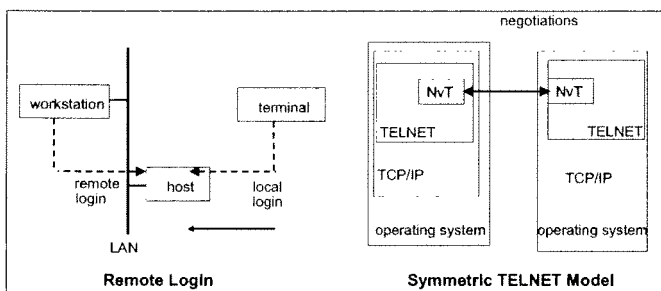 negotiations
workstation
terminal
remote
login
host
local
login
LAN
Remote Login
NvT
TELNET
TCP/IP
operating system
NvT
TELNET
TCP/IP
operating system
Symmetric TELNET Model